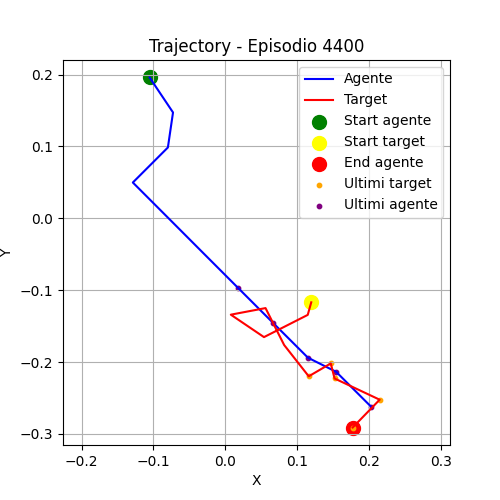 Trajectory - Episodio 4400
Agente
Target
Start agente
Start target
End agente
Ultimi target
Ultimi agente
0.2
0.1
0.0
−0.1
−0.2
−0.3
Y
−0.2
−0.1
0.0
0.1
0.2
0.3
X